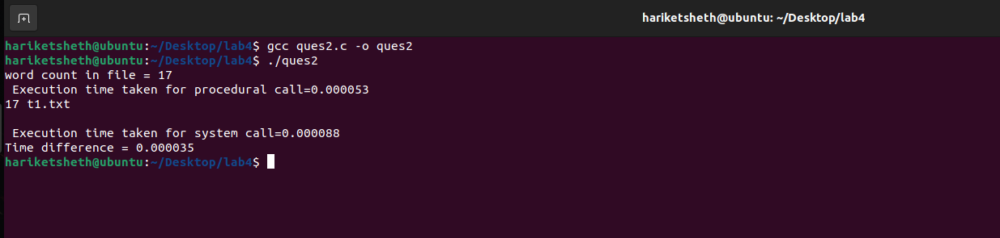 hariketsheth@ubuntu: ~/Desktop/lab4
hariketsheth@ubuntu:~/Desktop/lab4$ gcc ques2.c -o ques2
hariketsheth@ubuntu:~/Desktop/lab4$ ./ques2
word count in file = 17
 Execution time taken for procedural call=0.000053
17 t1.txt
 Execution time taken for system call=0.000088
Time difference = 0.000035
hariketsheth@ubuntu:~/Desktop/lab4$